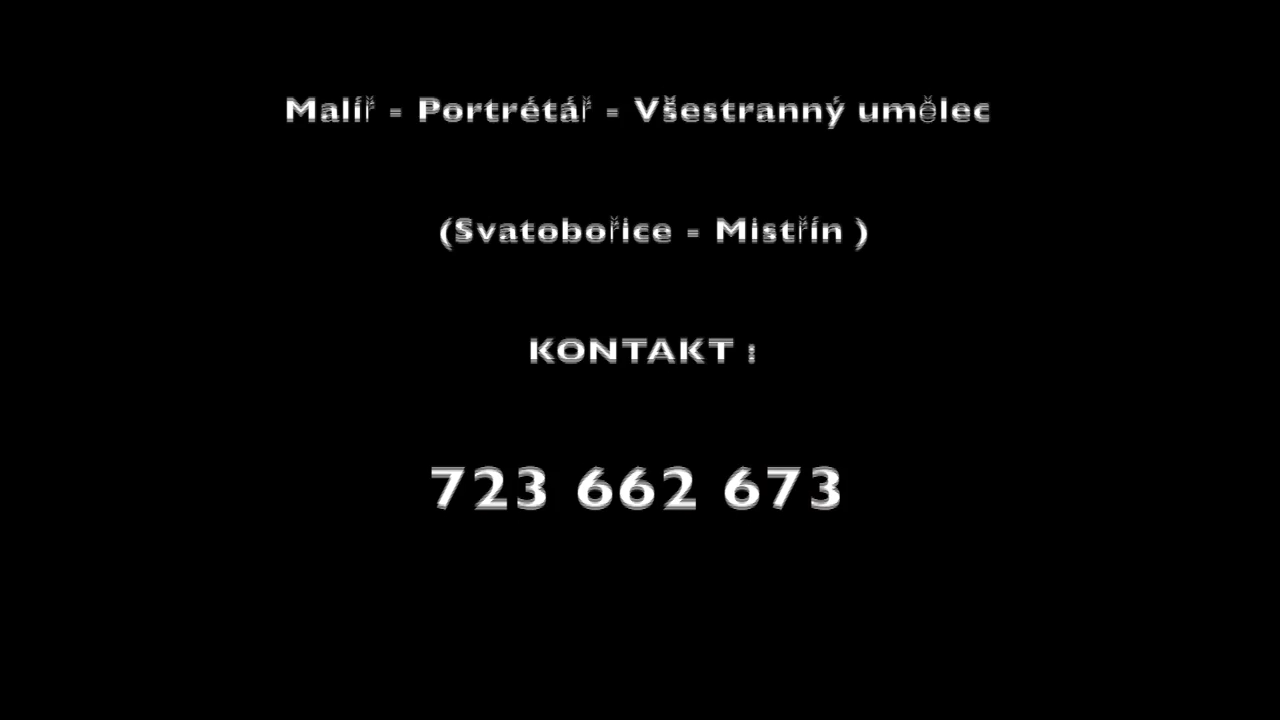 Malíř - Portrétář - Všestranný umělec
(Svatobořice - Mistřín )
KONTAKT :
723 662 673